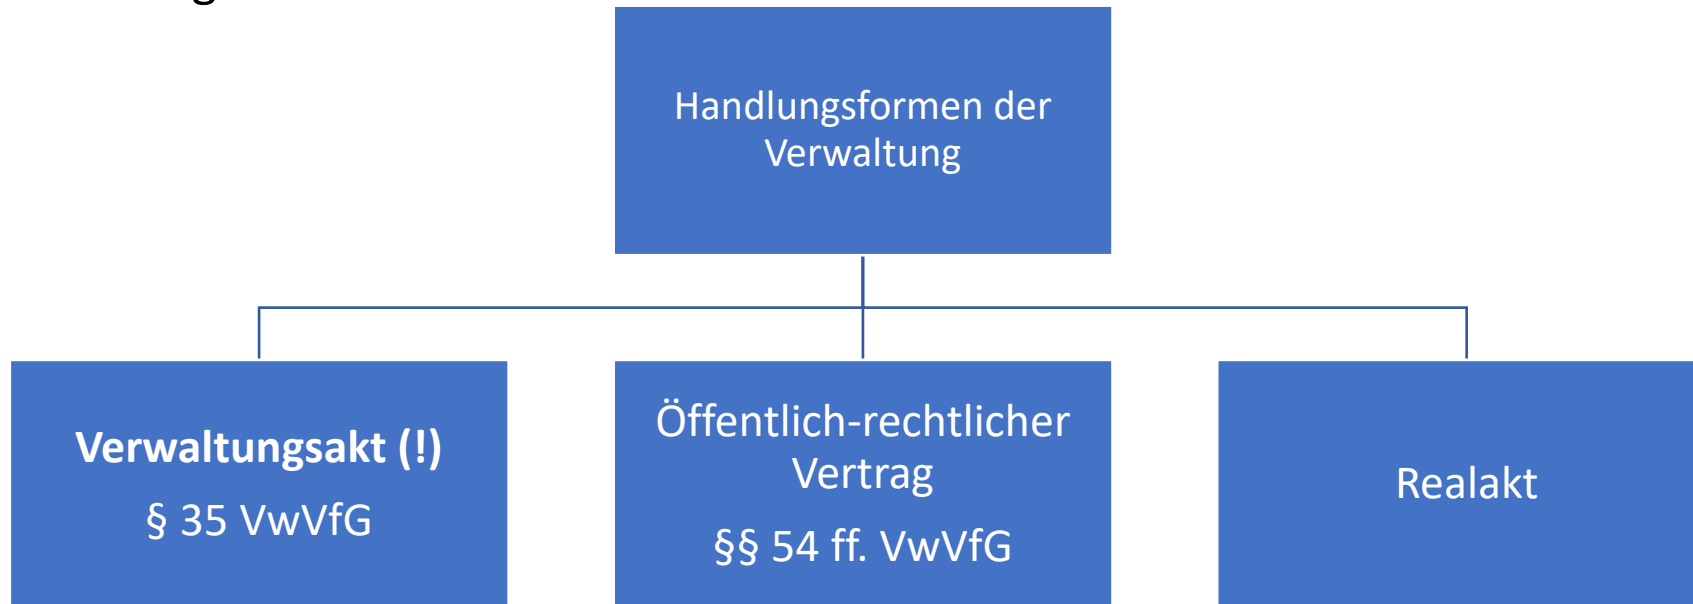 Handlungsformen der
Verwaltung
Verwaltungsakt (!)
§ 35 VwVfG
Öffentlich-rechtlicher
Vertrag
§§ 54 ff. VwVfG
Realakt